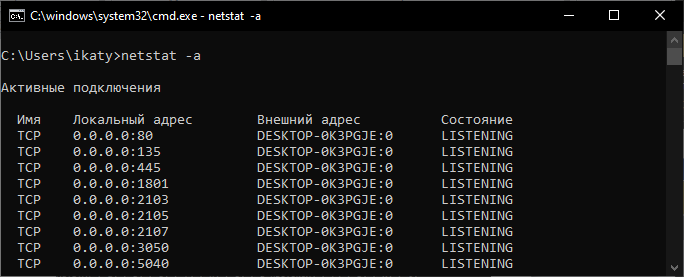 C:\windows\system32\cmd.exe - netstat -a
C:\Users\ikaty>netstat -a
Активные подключения
Имя Локальный адрес Внешний адрес Состояние
TCP 0.0.0.0:80 DESKTOP-0K3PGJE:0 LISTENING
TCP 0.0.0.0:135 DESKTOP-0K3PGJE:0 LISTENING
TCP 0.0.0.0:445 DESKTOP-0K3PGJE:0 LISTENING
TCP 0.0.0.0:1801 DESKTOP-0K3PGJE:0 LISTENING
TCP 0.0.0.0:2103 DESKTOP-0K3PGJE:0 LISTENING
TCP 0.0.0.0:2105 DESKTOP-0K3PGJE:0 LISTENING
TCP 0.0.0.0:2107 DESKTOP-0K3PGJE:0 LISTENING
TCP 0.0.0.0:3050 DESKTOP-0K3PGJE:0 LISTENING
TCP 0.0.0.0:5040 DESKTOP-0K3PGJE:0 LISTENING